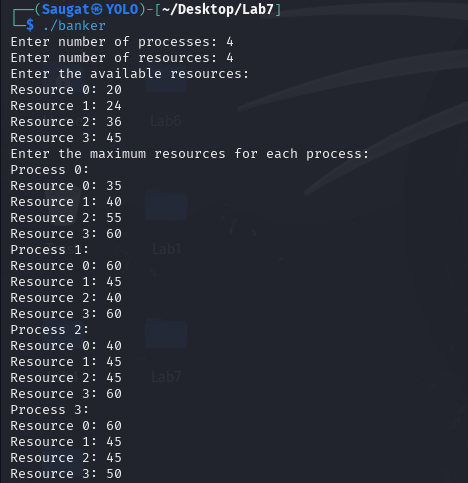 ┌──(Saugat㉿YOLO)-[~/Desktop/Lab7]
└─$ ./banker
Enter number of processes: 4
Enter number of resources: 4
Enter the available resources:
Resource 0: 20
Resource 1: 24
Resource 2: 36
Resource 3: 45
Enter the maximum resources for each process:
Process 0:
Resource 0: 35
Resource 1: 40
Resource 2: 55
Resource 3: 60
Process 1:
Resource 0: 60
Resource 1: 45
Resource 2: 40
Resource 3: 60
Process 2:
Resource 0: 40
Resource 1: 45
Resource 2: 45
Resource 3: 60
Process 3:
Resource 0: 60
Resource 1: 45
Resource 2: 45
Resource 3: 50
Lab6
Lab1
Lab7